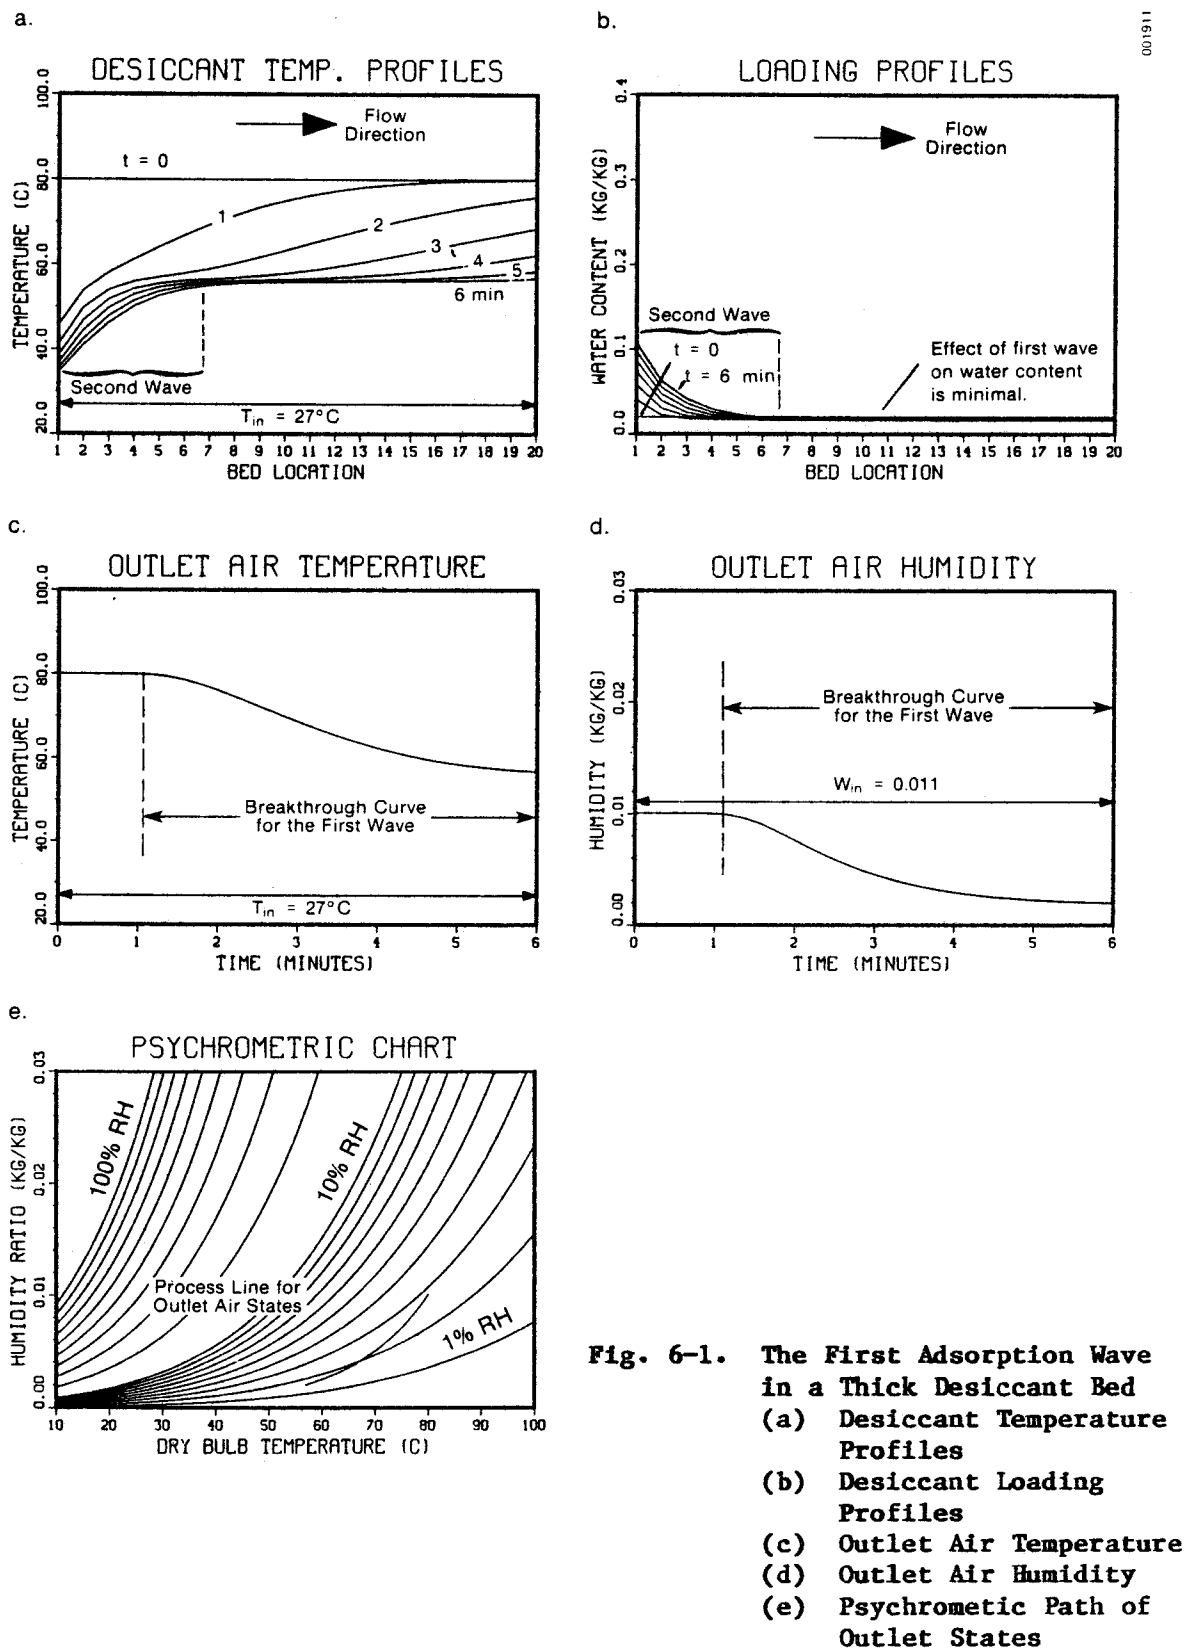 001911
a.
DESICCANT TEMP. PROFILES
100.0
80.0
60.0
40.0
20.0
TEMPERATURE (C)
Flow
Direction
t = 0
1
2
3
4
5
6 min
Second Wave
Tin = 27°C
1 2 3 4 5 6 7 8 9 10 11 12 13 14 15 16 17 18 19 20
BED LOCATION
b.
LOADING PROFILES
0.4
0.3
0.2
0.1
0.0
WATER CONTENT (KG/KG)
Flow
Direction
Second Wave
t = 0
t = 6 min
Effect of first wave
on water content
is minimal.
1 2 3 4 5 6 7 8 9 10 11 12 13 14 15 16 17 18 19 20
BED LOCATION
c.
OUTLET AIR TEMPERATURE
100.0
80.0
60.0
40.0
20.0
TEMPERATURE (C)
Breakthrough Curve
for the First Wave
Tin = 27°C
0 1 2 3 4 5 6
TIME (MINUTES)
d.
OUTLET AIR HUMIDITY
0.03
0.02
0.01
0.00
HUMIDITY (KG/KG)
Breakthrough Curve
for the First Wave
Win = 0.011
0 1 2 3 4 5 6
TIME (MINUTES)
e.
PSYCHROMETRIC CHART
0.03
0.02
0.01
0.00
HUMIDITY RATIO (KG/KG)
100% RH
10% RH
Process Line for
Outlet Air States
1% RH
10 20 30 40 50 60 70 80 90 100
DRY BULB TEMPERATURE (C)
Fig. 6-1. The First Adsorption Wave
in a Thick Desiccant Bed
(a) Desiccant Temperature
Profiles
(b) Desiccant Loading
Profiles
(c) Outlet Air Temperature
(d) Outlet Air Humidity
(e) Psychrometic Path of
Outlet States